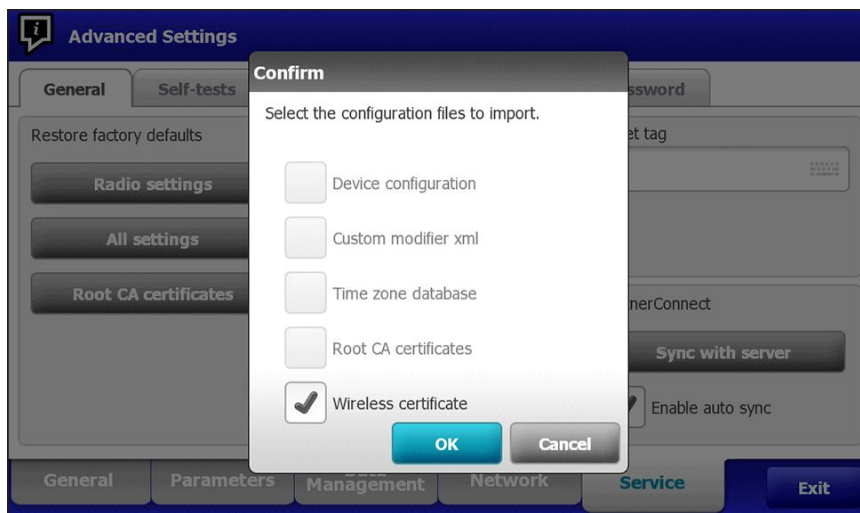 Advanced Settings
General
Self-tests
ssword
Confirm
Select the configuration files to import.
Device configuration
Custom modifier xml
Time zone database
Root CA certificates
Wireless certificate
OK
Cancel
Restore factory defaults
Radio settings
All settings
Root CA certificates
et tag
nerConnect
Sync with server
Enable auto sync
General
Parameters
Management
Network
Service
Exit